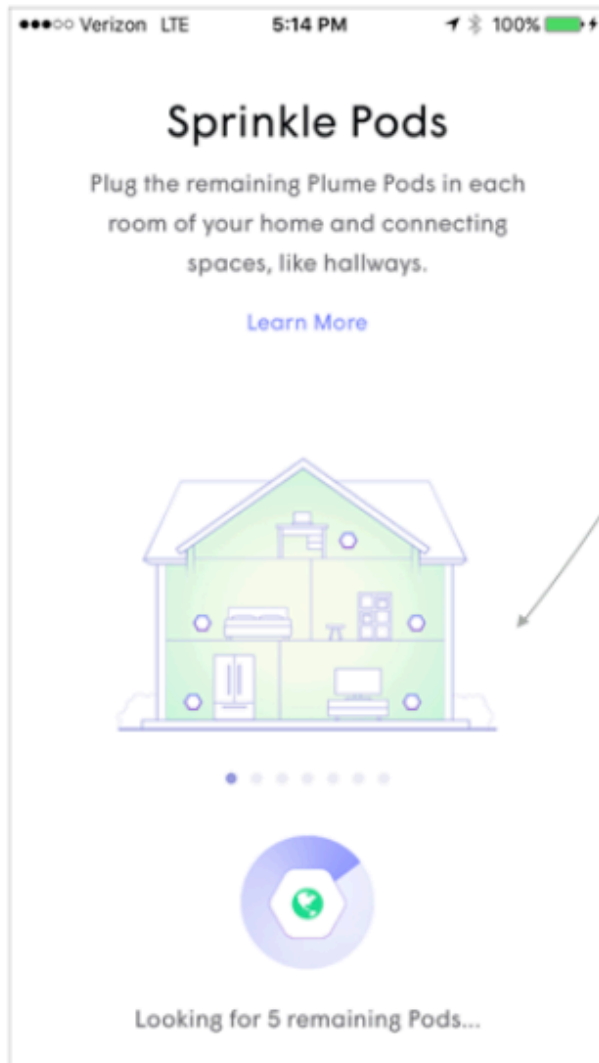 Verizon LTE 5:14 PM 100%
Sprinkle Pods
Plug the remaining Plume Pods in each
room of your home and connecting
spaces, like hallways.
Learn More
Looking for 5 remaining Pods...